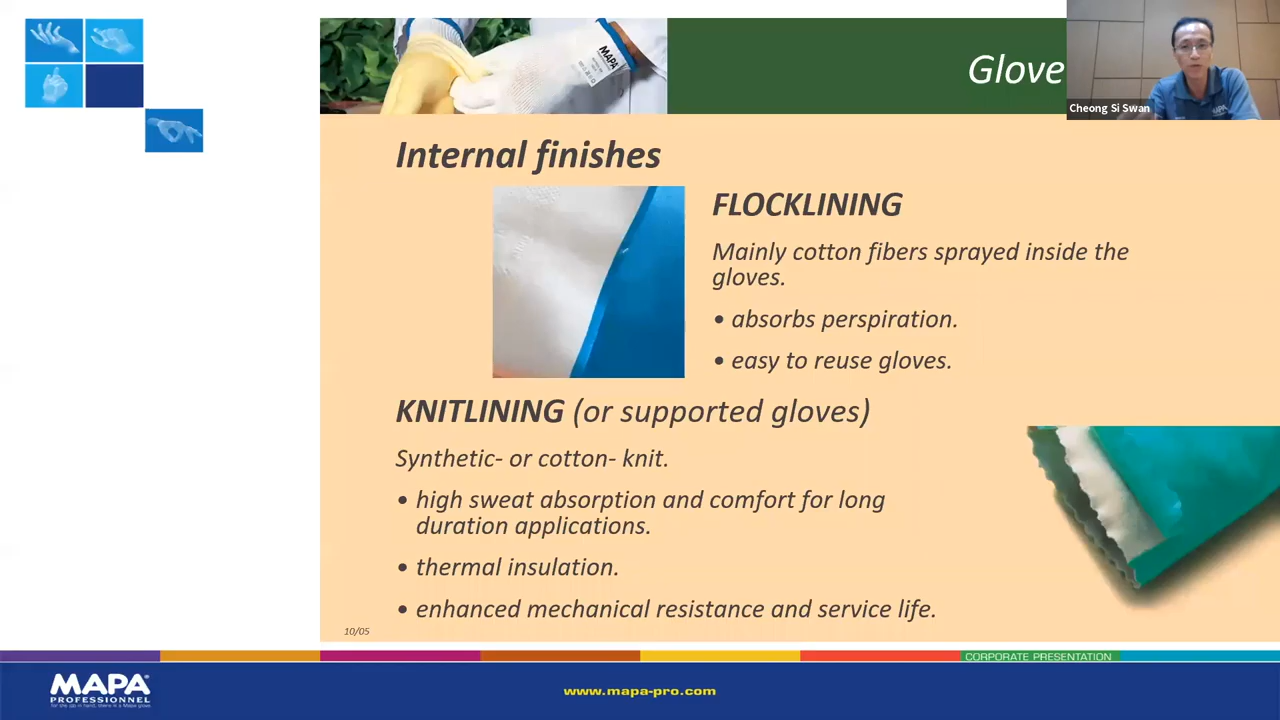 MAPA
Glove
Cheong Si Swan
Internal finishes
FLOCKLINING
Mainly cotton fibers sprayed inside the
gloves.
• absorbs perspiration.
• easy to reuse gloves.
KNITLINING (or supported gloves)
Synthetic- or cotton- knit.
• high sweat absorption and comfort for long
duration applications.
• thermal insulation.
• enhanced mechanical resistance and service life.
10/05
CORPORATE PRESENTATION
MAPA®
PROFESSIONNEL
www.mapa-pro.com